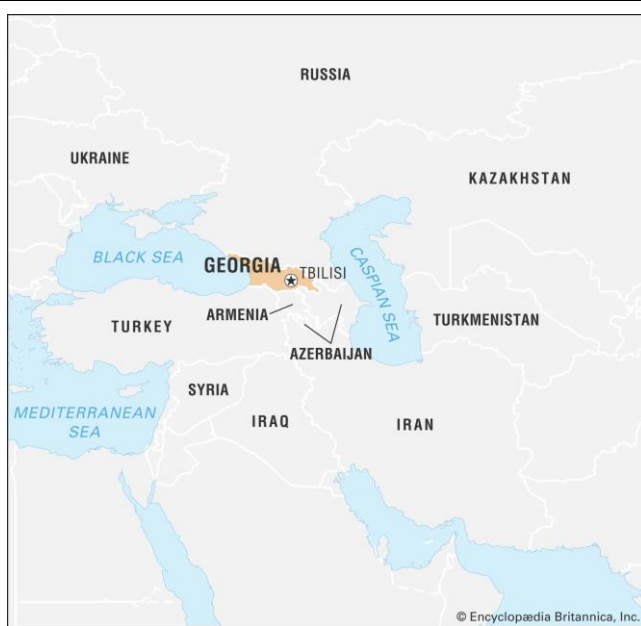 RUSSIA
UKRAINE
KAZAKHSTAN
BLACK SEA
GEORGIA
TBILISI
CASPIAN SEA
ARMENIA
TURKEY
TURKMENISTAN
AZERBAIJAN
SYRIA
MEDITERRANEAN
SEA
IRAQ
IRAN
© Encyclopædia Britannica, Inc.